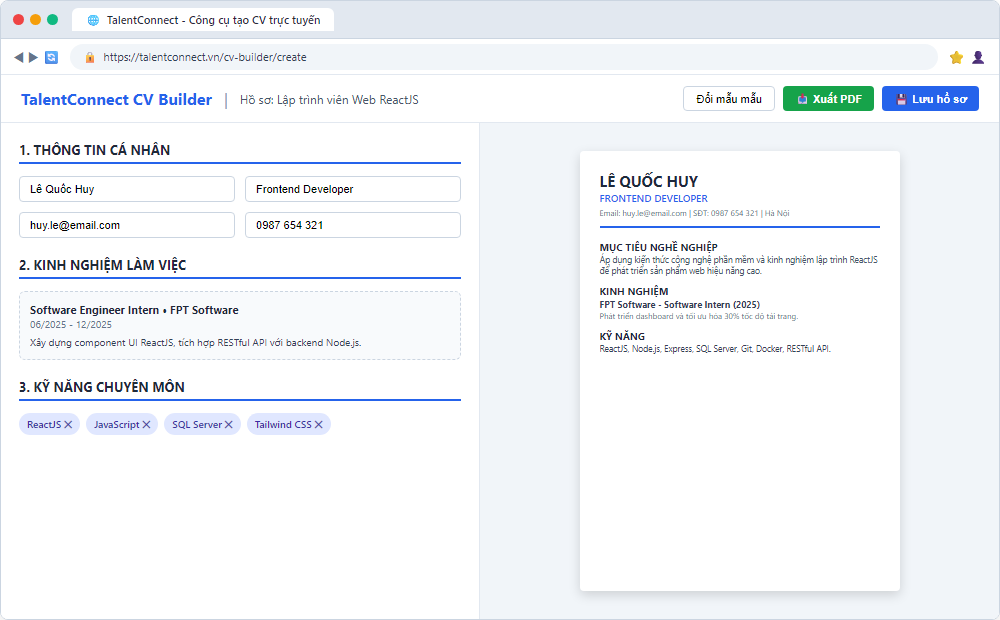 TalentConnect - Công cụ tạo CV trực tuyến
https://talentconnect.vn/cv-builder/create
TalentConnect CV Builder | Hồ sơ: Lập trình viên Web ReactJS
Đổi mẫu mẫu
Xuất PDF
Lưu hồ sơ
1. THÔNG TIN CÁ NHÂN
Lê Quốc Huy
Frontend Developer
huy.le@email.com
0987 654 321
2. KINH NGHIỆM LÀM VIỆC
Software Engineer Intern • FPT Software
06/2025 - 12/2025
Xây dựng component UI ReactJS, tích hợp RESTful API với backend Node.js.
3. KỸ NĂNG CHUYÊN MÔN
ReactJS ✕
JavaScript ✕
SQL Server ✕
Tailwind CSS ✕
LÊ QUỐC HUY
FRONTEND DEVELOPER
Email: huy.le@email.com | SĐT: 0987 654 321 | Hà Nội
MỤC TIÊU NGHỀ NGHIỆP
Áp dụng kiến thức công nghệ phần mềm và kinh nghiệm lập trình ReactJS
để phát triển sản phẩm web hiệu năng cao.
KINH NGHIỆM
FPT Software - Software Intern (2025)
Phát triển dashboard và tối ưu hóa 30% tốc độ tải trang.
KỸ NĂNG
ReactJS, Node.js, Express, SQL Server, Git, Docker, RESTful API.